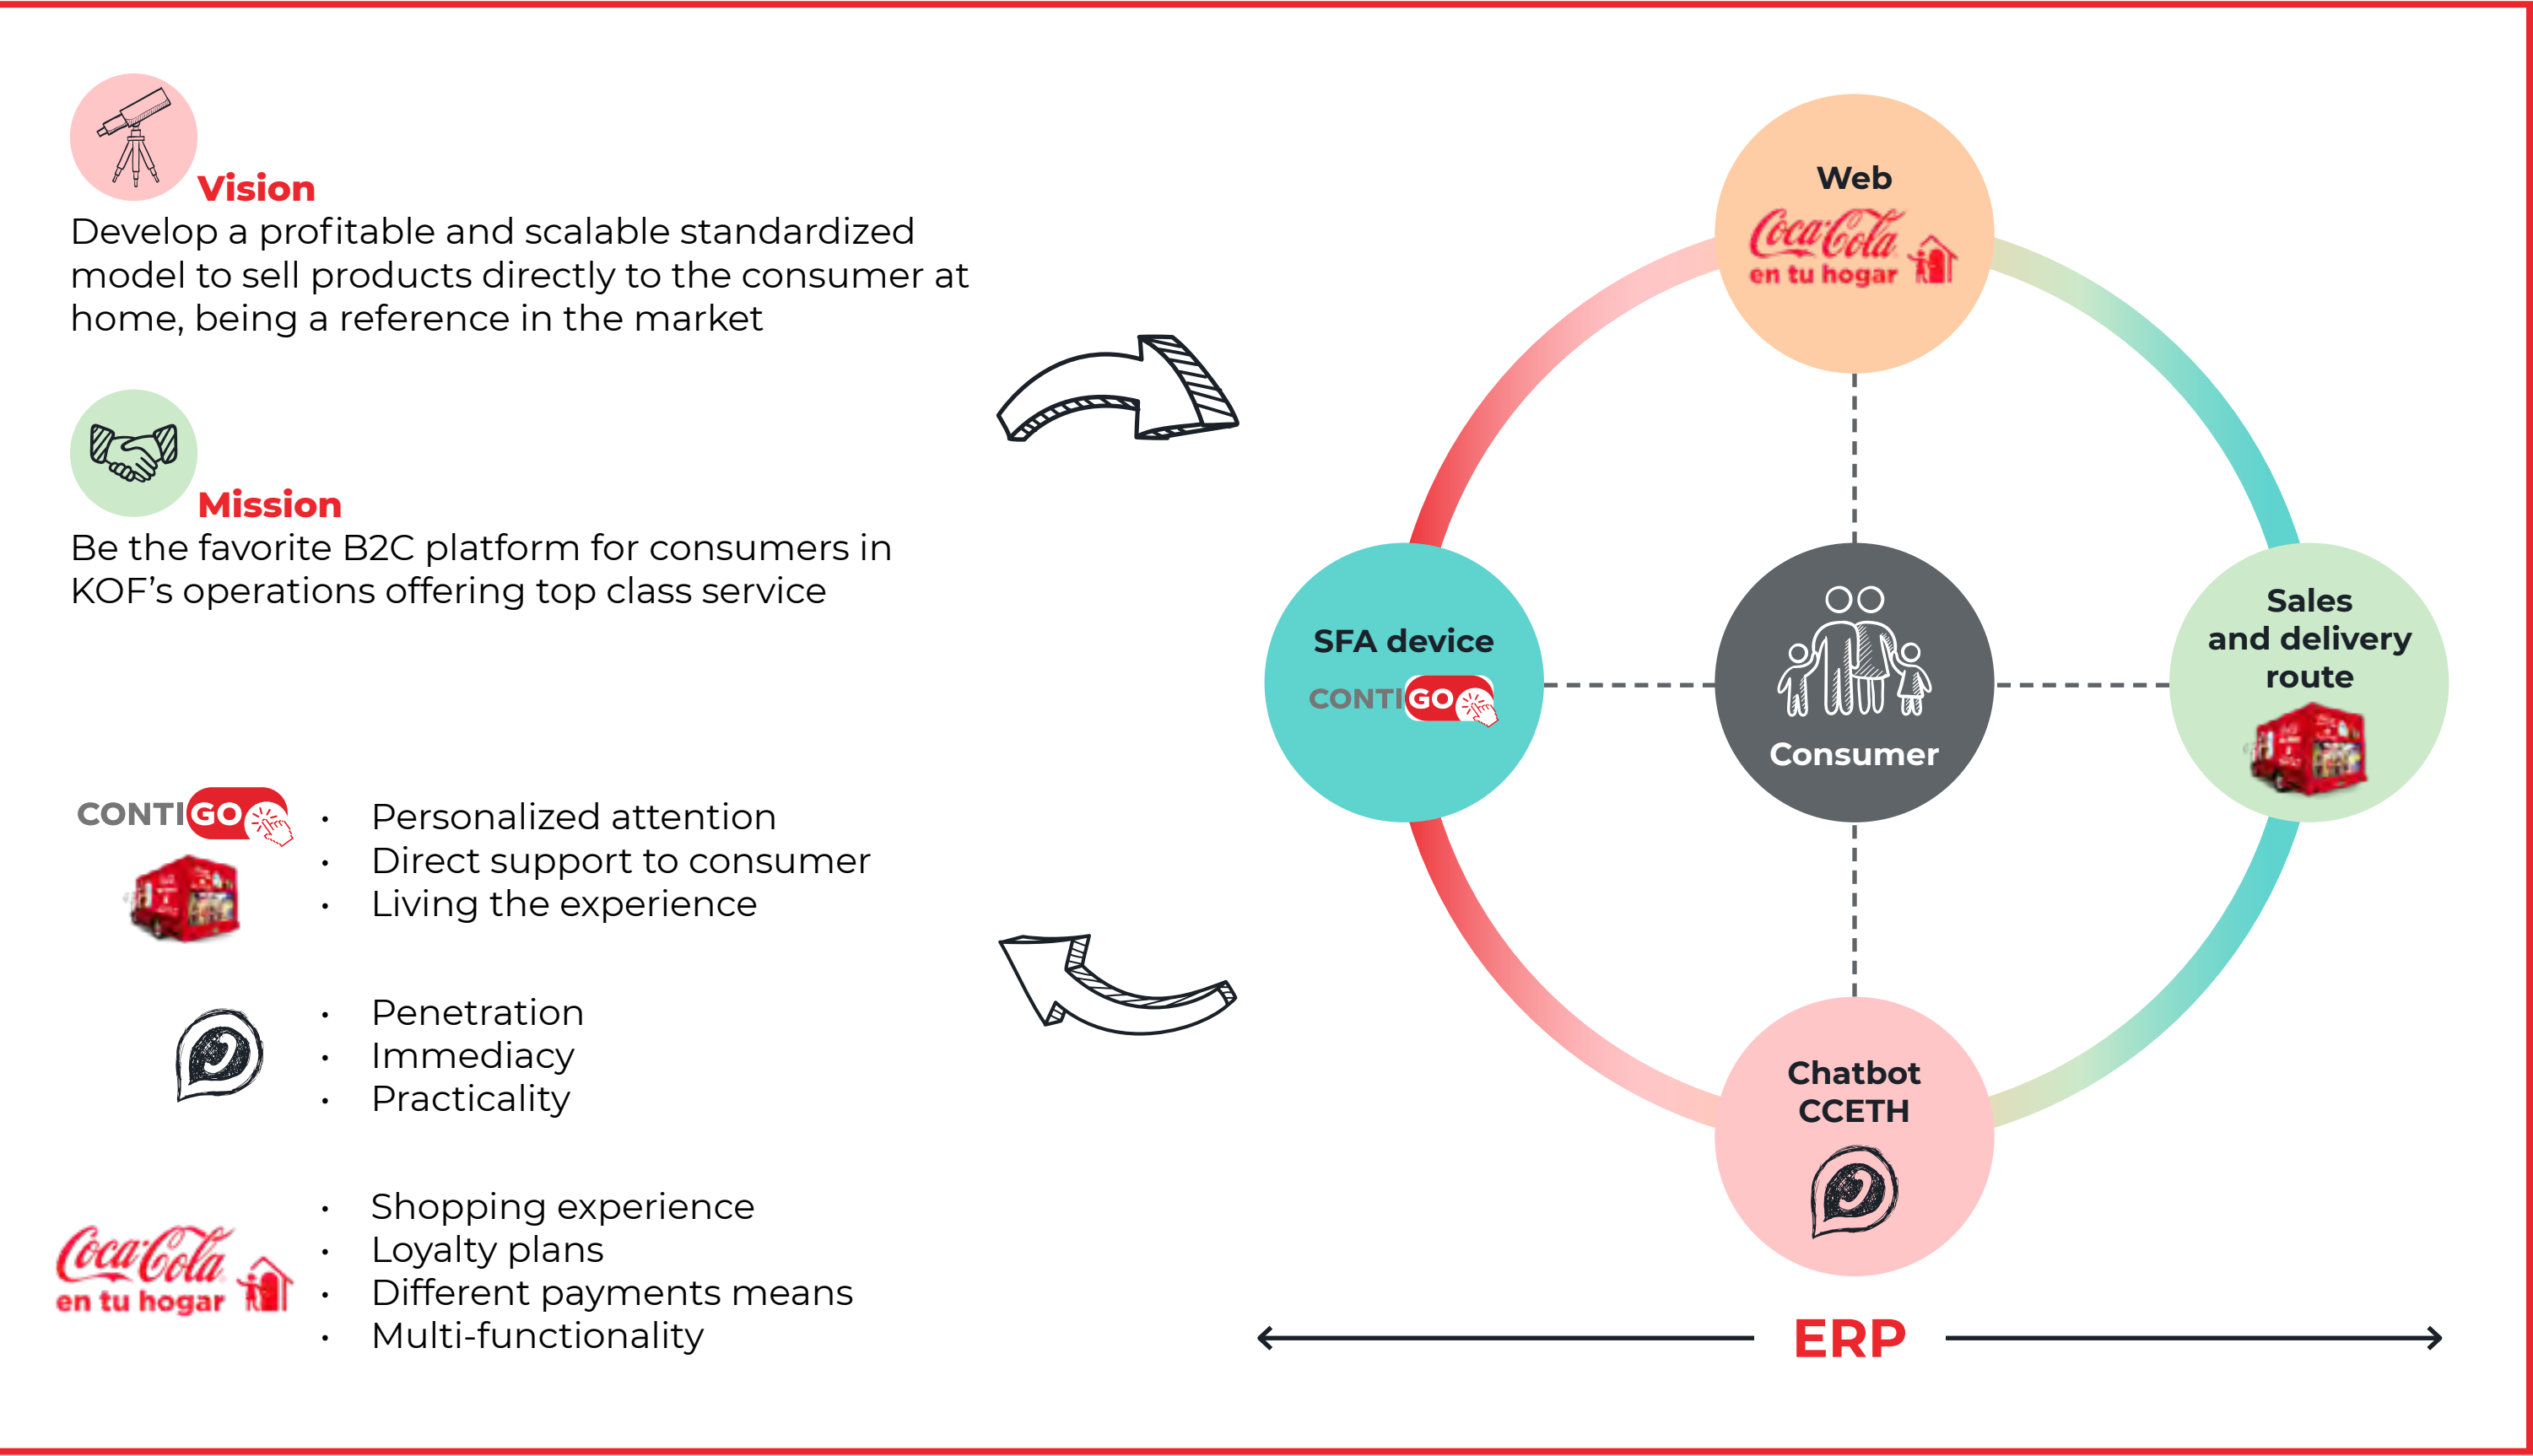 Vision
Develop a profitable and scalable standardized
model to sell products directly to the consumer at
home, being a reference in the market
Mission
Be the favorite B2C platform for consumers in
KOF’s operations offering top class service
CONTIGO
• Personalized attention
• Direct support to consumer
• Living the experience
• Penetration
• Immediacy
• Practicality
Coca-Cola
en tu hogar
• Shopping experience
• Loyalty plans
• Different payments means
• Multi-functionality
Web
Coca-Cola
en tu hogar
SFA device
CONTIGO
Consumer
Sales
and delivery
route
Chatbot
CCETH
ERP